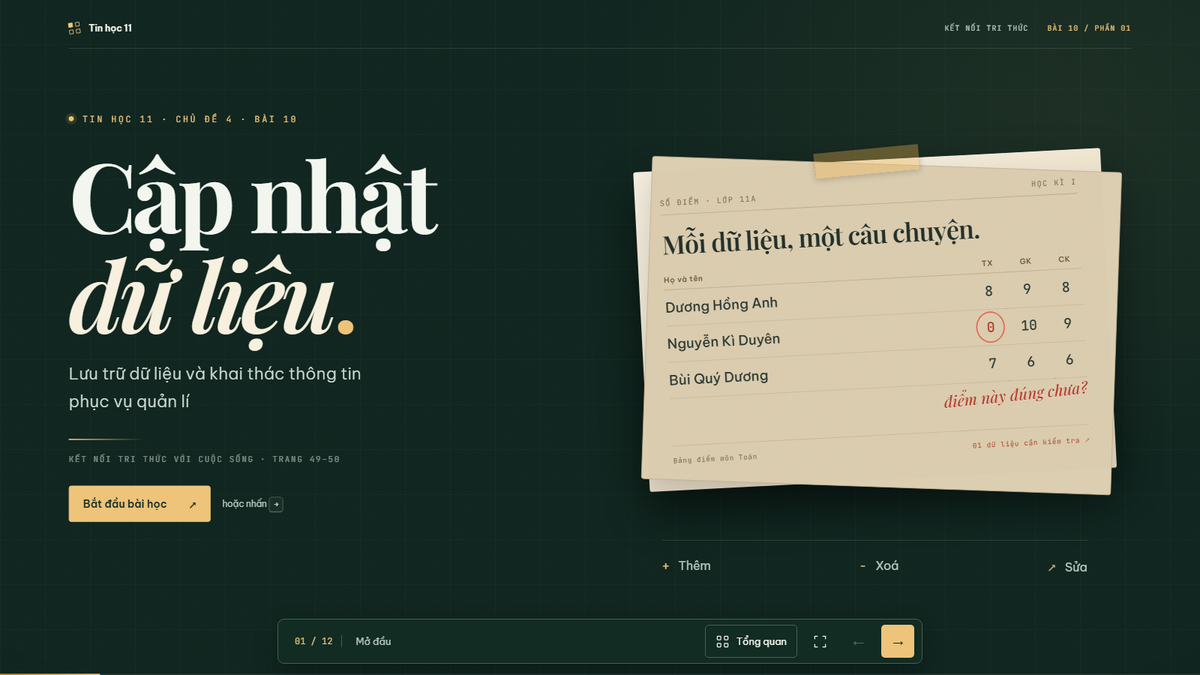 Tin học 11
KẾT NỐI TRI THỨC
BÀI 10 / PHẦN 01
TIN HỌC 11 · CHỦ ĐỀ 4 · BÀI 10
Cập nhật
dữ liệu.
Lưu trữ dữ liệu và khai thác thông tin
phục vụ quản lí
KẾT NỐI TRI THỨC VỚI CUỘC SỐNG · TRANG 49–50
Bắt đầu bài học ↗
hoặc nhấn →
SỔ ĐIỂM · LỚP 11A
HỌC KÌ I
Mỗi dữ liệu, một câu chuyện.
Họ và tên TX GK CK
Dương Hồng Anh 8 9 8
Nguyễn Kì Duyên 0 10 9
Bùi Quý Dương 7 6 6
điểm này đúng chưa?
Bảng điểm môn Toán
01 dữ liệu cần kiểm tra ↗
+ Thêm
- Xoá
↗ Sửa
01 / 12
Mở đầu
Tổng quan
← →